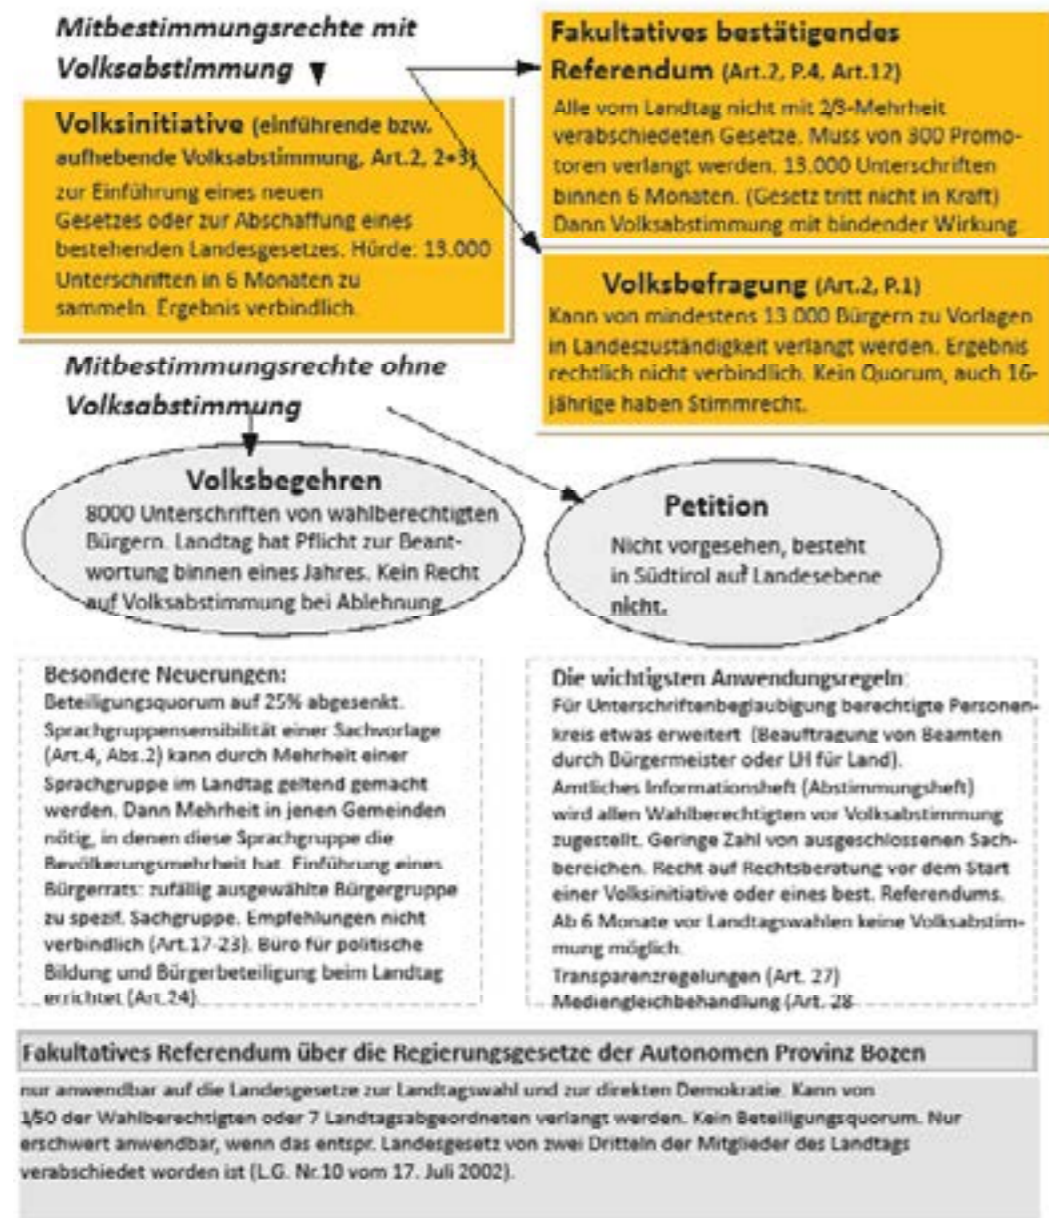 Mitbestimmungsrechte mit
Volksabstimmung
Fakultatives bestätigendes
Referendum (Art.2, P.4, Art.12)
Alle vom Landtag nicht mit 2/3-Mehrheit
verabschiedeten Gesetze. Muss von 300 Promo-
toren verlangt werden. 13.000 Unterschriften
binnen 6 Monaten. (Gesetz tritt nicht in Kraft)
Dann Volksabstimmung mit bindender Wirkung
Volksinitiative (einführende bzw.
aufhebende Volksabstimmung, Art.2, 2+3)
zur Einführung eines neuen
Gesetzes oder zur Abschaffung eines
bestehenden Landesgesetzes. Hürde: 13.000
Unterschriften in 6 Monaten zu
sammeln. Ergebnis verbindlich.
Volksbefragung (Art.2, P.1)
Kann von mindestens 13.000 Bürgern zu Vorlagen
in Landeszuständigkeit verlangt werden. Ergebnis
rechtlich nicht verbindlich. Kein Quorum, auch 16-
jährige haben Stimmrecht.
Mitbestimmungsrechte ohne
Volksabstimmung
Volksbegehren
8000 Unterschriften von wahlberechtigten
Bürgern. Landtag hat Pflicht zur Beant-
wortung binnen eines Jahres. Kein Recht
auf Volksabstimmung bei Ablehnung
Petition
Nicht vorgesehen, besteht
in Südtirol auf Landesebene
nicht.
Besondere Neuerungen:
Beteiligungsquorum auf 25% abgesenkt.
Sprachgruppensensibilität einer Sachvorlage
(Art.4, Abs.2) kann durch Mehrheit einer
Sprachgruppe im Landtag geltend gemacht
werden. Dann Mehrheit in jenen Gemeinden
nötig, in denen diese Sprachgruppe die
Bevölkerungsmehrheit hat. Einführung eines
Bürgerrats: zufällig ausgewählte Bürgergruppe
zu spezif. Sachgruppe. Empfehlungen nicht
verbindlich (Art.17-23). Büro für politische
Bildung und Bürgerbeteiligung beim Landtag
errichtet (Art.24).
Die wichtigsten Anwendungsregeln:
Für Unterschriftenbeglaubigung berechtigte Personen-
kreis etwas erweitert (Beauftragung von Beamten
durch Bürgermeister oder LH für Land).
Amtliches Informationsheft (Abstimmungsheft)
wird allen Wahlberechtigten vor Volksabstimmung
zugestellt. Geringe Zahl von ausgeschlossenen Sach-
bereichen. Recht auf Rechtsberatung vor dem Start
einer Volksinitiative oder eines best. Referendums.
Ab 6 Monate vor Landtagswahlen keine Volksabstim-
mung möglich.
Transparenzregelungen (Art. 27)
Mediengleichbehandlung (Art. 28
Fakultatives Referendum über die Regierungsgesetze der Autonomen Provinz Bozen
nur anwendbar auf die Landesgesetze zur Landtagswahl und zur direkten Demokratie. Kann von
1/50 der Wahlberechtigten oder 7 Landtagsabgeordneten verlangt werden. Kein Beteiligungsquorum. Nur
erschwert anwendbar, wenn das entspr. Landesgesetz von zwei Dritteln der Mitglieder des Landtags
verabschiedet worden ist (L.G. Nr.10 vom 17. Juli 2002).